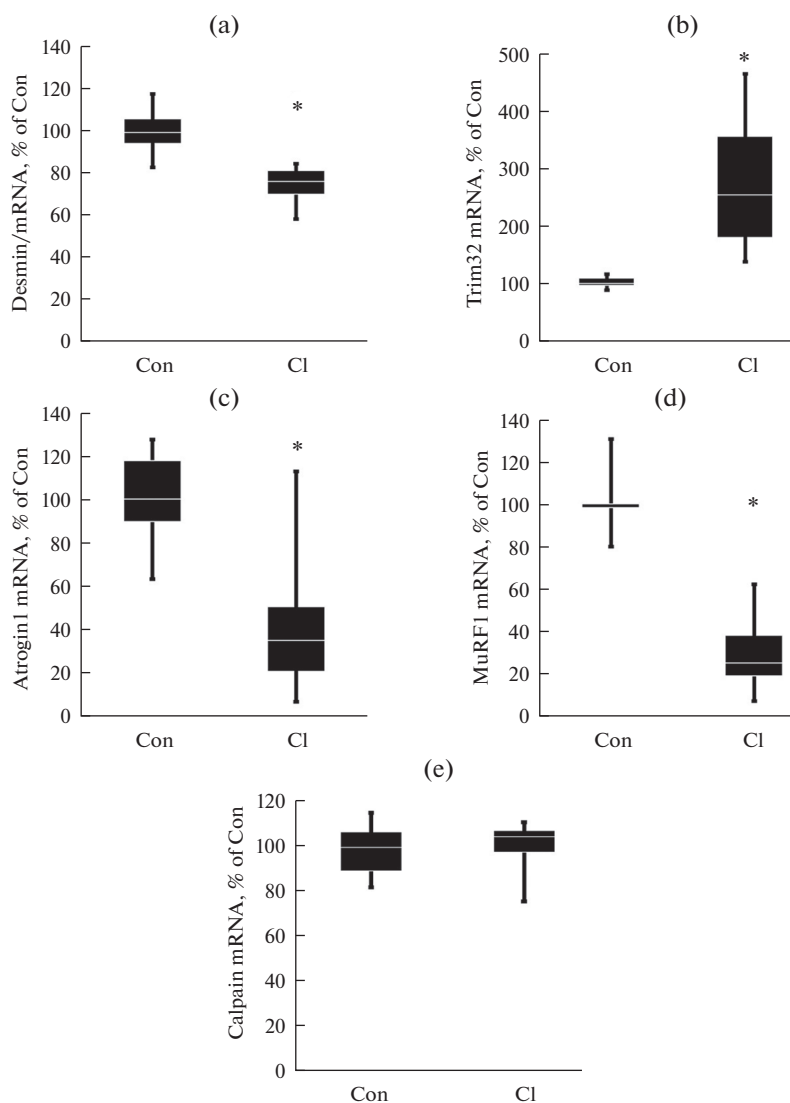 (a)
Desmin/mRNA, % of Con
140
120
100
80
60
40
20
0
*
Con Cl
(b)
Trim32 mRNA, % of Con
500
400
300
200
100
0
*
Con Cl
(c)
Atrogin1 mRNA, % of Con
140
120
100
80
60
40
20
0
*
Con Cl
(d)
MuRF1 mRNA, % of Con
140
120
100
80
60
40
20
0
*
Con Cl
(e)
Calpain mRNA, % of Con
120
100
80
60
40
20
0
Con Cl